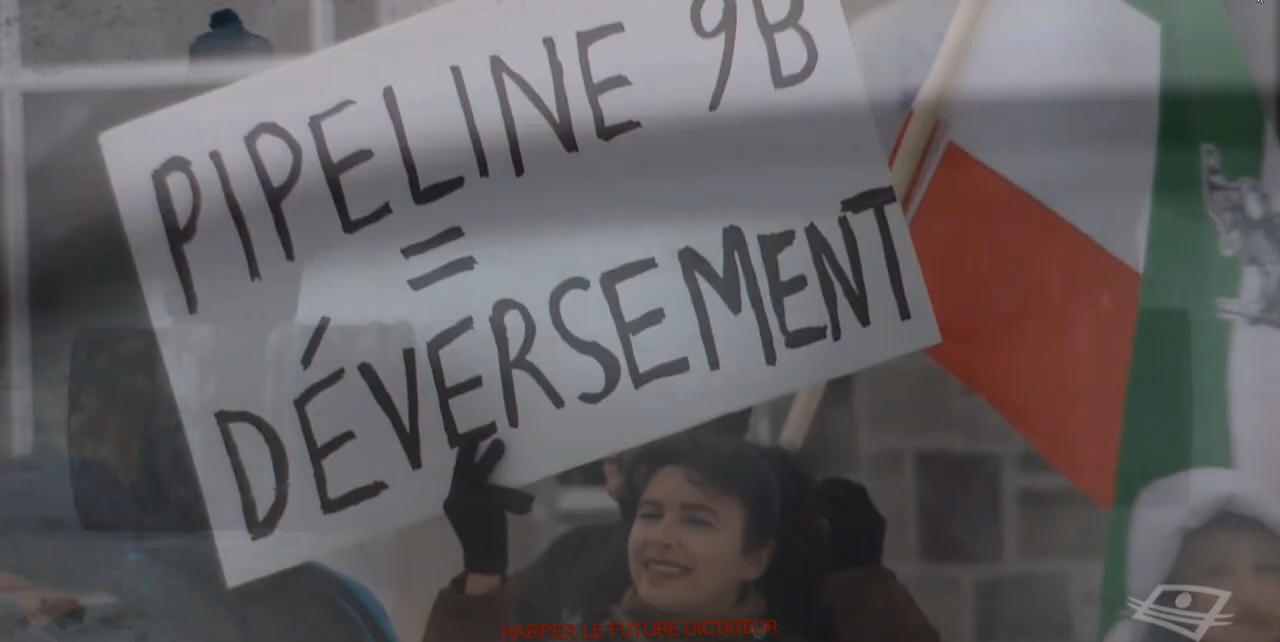 PIPELINE 9B
=
DÉVERSEMENT
HARPER LE FUTURE DICTATEUR